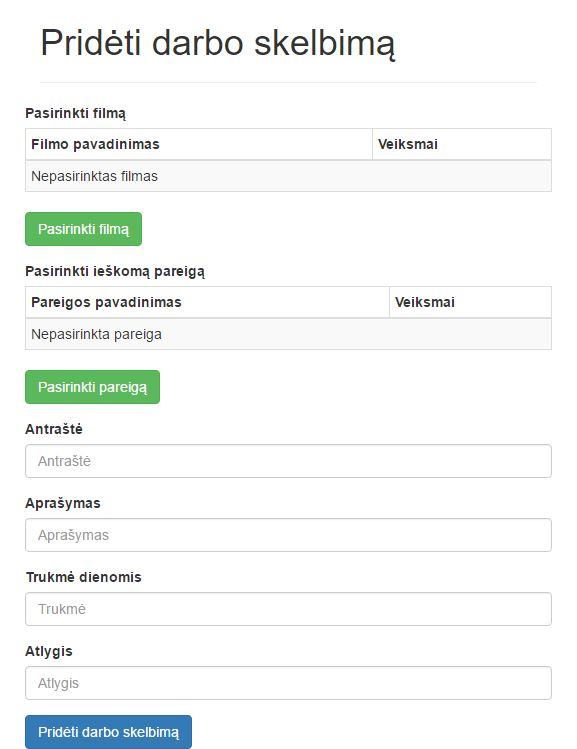 Pridėti darbo skelbimą
Pasirinkti filmą
Filmo pavadinimas Veiksmai
Nepasirinktas filmas
Pasirinkti filmą
Pasirinkti ieškomą pareigą
Pareigos pavadinimas Veiksmai
Nepasirinkta pareiga
Pasirinkti pareigą
Antraštė
Antraštė
Aprašymas
Aprašymas
Trukmė dienomis
Trukmė
Atlygis
Atlygis
Pridėti darbo skelbimą